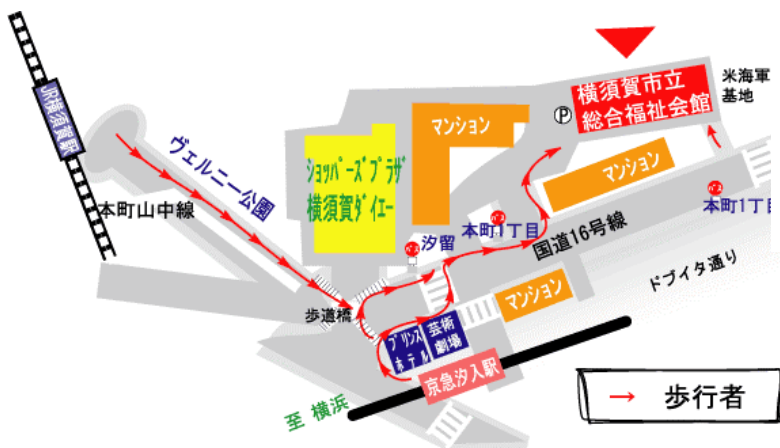 JR横須賀駅
本町山中線
ヴェルニー公園
ショッパーズプラザ
横須賀ダイエー
マンション
P
横須賀市立
総合福祉会館
米海軍
基地
マンション
バス
本町1丁目
バス
本町1丁目
バス
汐留
国道16号線
ドブイタ通り
歩道橋
プリンス
ホテル
芸術
劇場
マンション
京急汐入駅
至 横浜
→ 歩行者